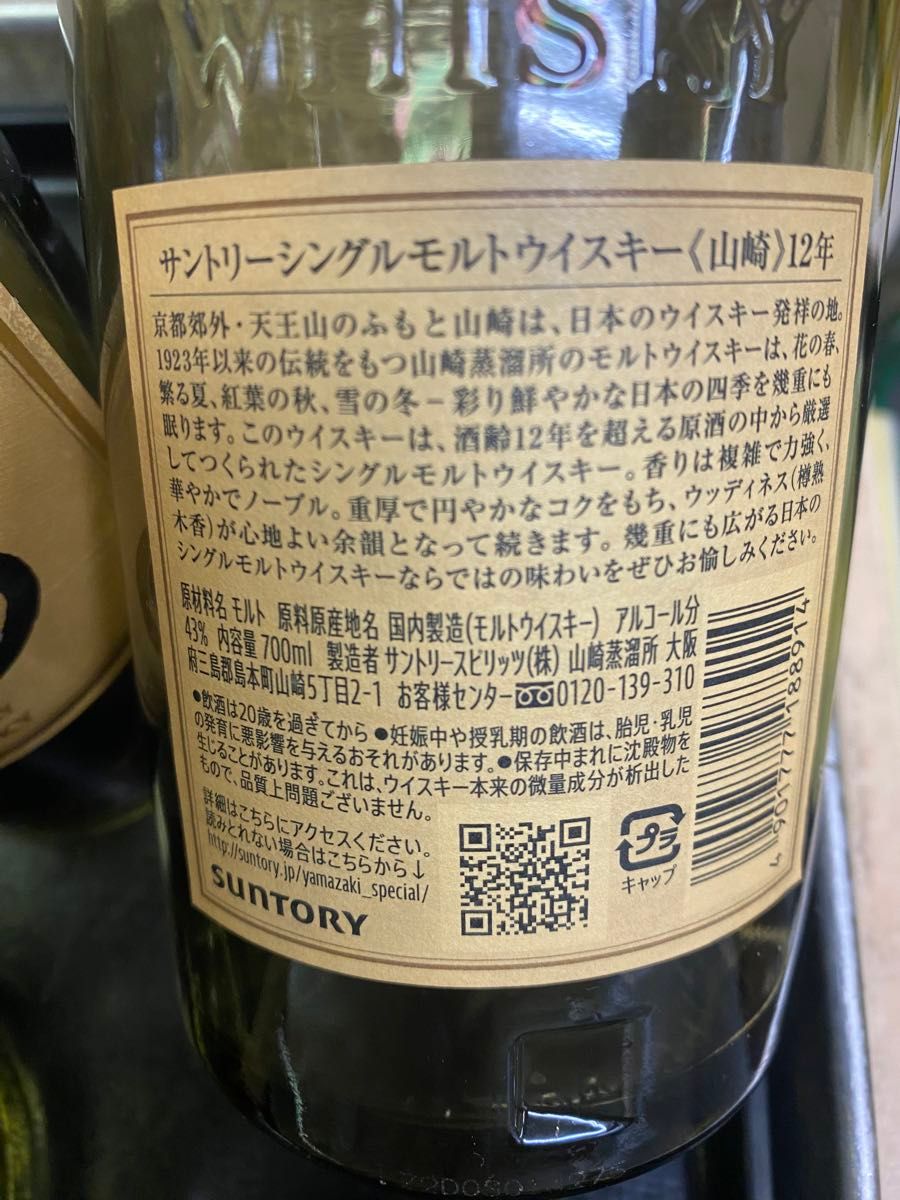 WHISKY
サントリーシングルモルトウイスキー《山崎》12年
京都郊外・天王山のふもと山崎は、日本のウイスキー発祥の地。
1923年以来の伝統をもつ山崎蒸溜所のモルトウイスキーは、花の春、
繁る夏、紅葉の秋、雪の冬－彩り鮮やかな日本の四季を幾重にも
眠ります。このウイスキーは、酒齢12年を超える原酒の中から厳選
してつくられたシングルモルトウイスキー。香りは複雑で力強く、
華やかでノーブル。重厚で円やかなコクをもち、ウッディネス(樽熟
木香)が心地よい余韻となって続きます。幾重にも広がる日本の
シングルモルトウイスキーならではの味わいをぜひお愉しみください。
原材料名 モルト 原料原産地名 国内製造(モルトウイスキー) アルコール分
43% 内容量 700ml 製造者 サントリースピリッツ(株) 山崎蒸溜所 大阪
府三島郡島本町山崎5丁目2-1 お客様センター 0120-139-310
●飲酒は20歳を過ぎてから ●妊娠中や授乳期の飲酒は、胎児・乳児
の発育に悪影響を与えるおそれがあります。●保存中まれに沈殿物を
生じることがあります。これは、ウイスキー本来の微量成分が析出した
もので、品質上問題ございません。
詳細はこちらにアクセスください。
読みとれない場合はこちらから↓
http://suntory.jp/yamazaki_special/
SUNTORY
プラ
キャップ
4 901777 188914